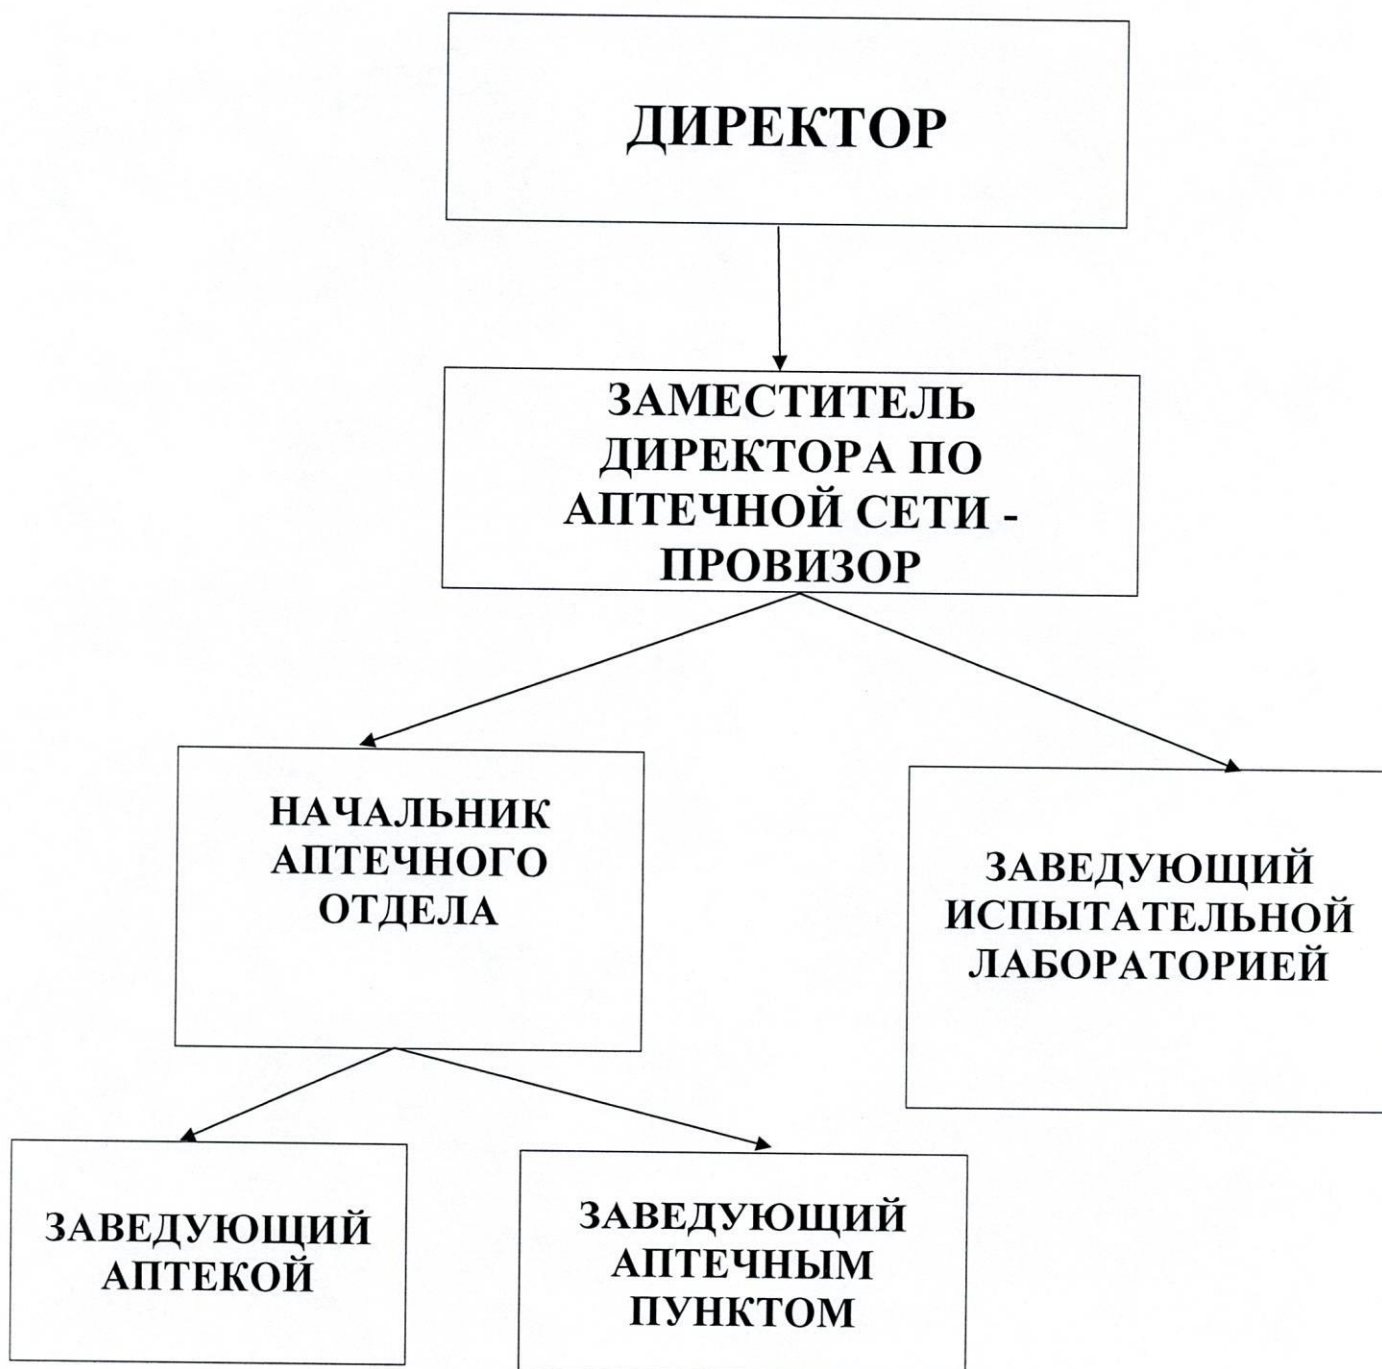 ДИРЕКТОР
ЗАМЕСТИТЕЛЬ
ДИРЕКТОРА ПО
АПТЕЧНОЙ СЕТИ -
ПРОВИЗОР
НАЧАЛЬНИК
АПТЕЧНОГО
ОТДЕЛА
ЗАВЕДУЮЩИЙ
ИСПЫТАТЕЛЬНОЙ
ЛАБОРАТОРИЕЙ
ЗАВЕДУЮЩИЙ
АПТЕКОЙ
ЗАВЕДУЮЩИЙ
АПТЕЧНЫМ
ПУНКТОМ